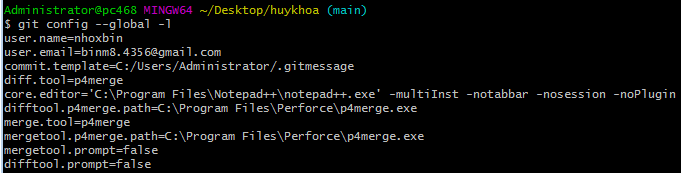 Administrator@pc468 MINGW64 ~/Desktop/huykhoa (main)
$ git config --global -l
user.name=nhoxbin
user.email=binm8.4356@gmail.com
commit.template=C:/Users/Administrator/.gitmessage
diff.tool=p4merge
core.editor='C:\Program Files\Notepad++\notepad++.exe' -multiInst -notabbar -nosession -noPlugin
difftool.p4merge.path=C:\Program Files\Perforce\p4merge.exe
merge.tool=p4merge
mergetool.p4merge.path=C:\Program Files\Perforce\p4merge.exe
mergetool.prompt=false
difftool.prompt=false